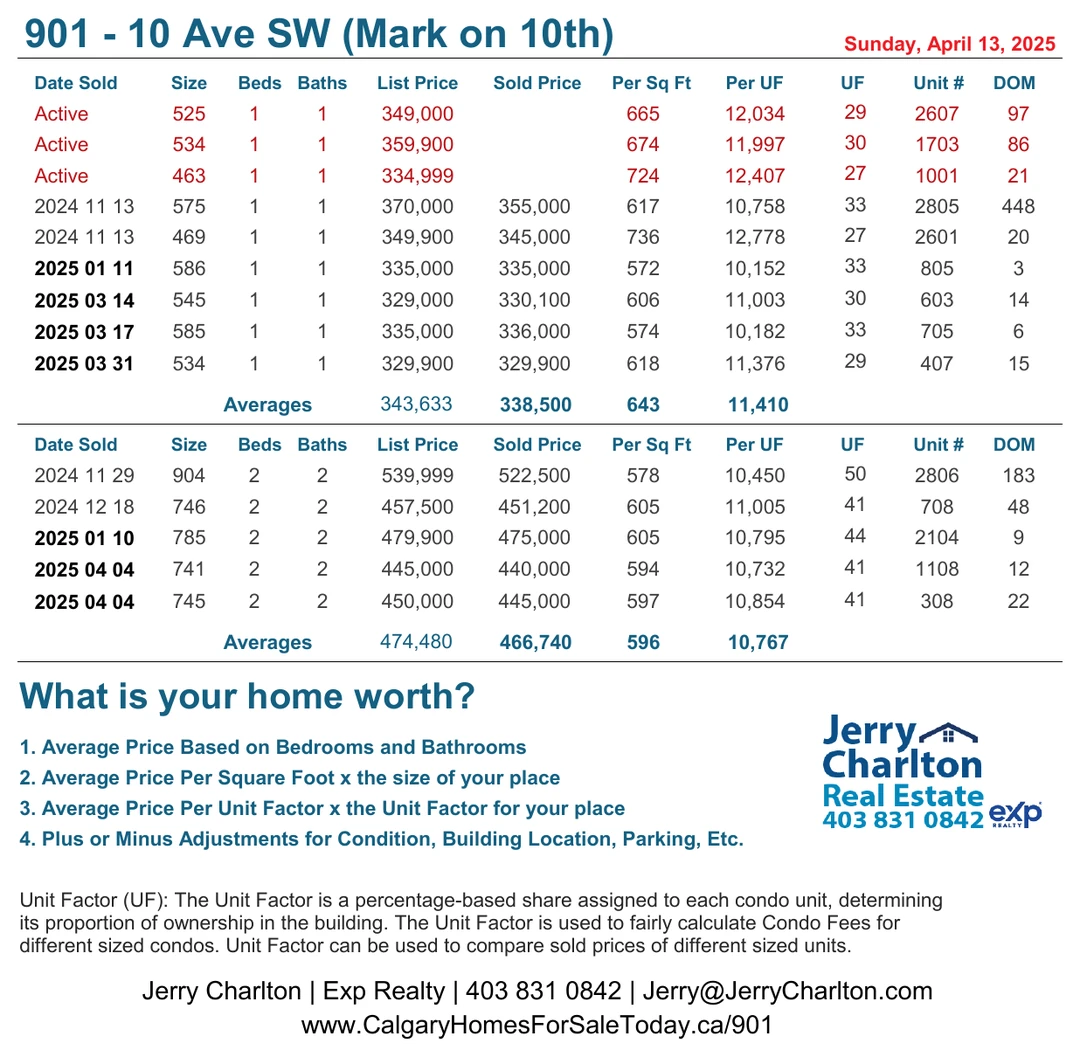 901 - 10 Ave SW (Mark on 10th)
Sunday, April 13, 2025
Date Sold Size Beds Baths List Price Sold Price Per Sq Ft Per UF UF Unit # DOM
Active 525 1 1 349,000 665 12,034 29 2607 97
Active 534 1 1 359,900 674 11,997 30 1703 86
Active 463 1 1 334,999 724 12,407 27 1001 21
2024 11 13 575 1 1 370,000 355,000 617 10,758 33 2805 448
2024 11 13 469 1 1 349,900 345,000 736 12,778 27 2601 20
2025 01 11 586 1 1 335,000 335,000 572 10,152 33 805 3
2025 03 14 545 1 1 329,000 330,100 606 11,003 30 603 14
2025 03 17 585 1 1 335,000 336,000 574 10,182 33 705 6
2025 03 31 534 1 1 329,900 329,900 618 11,376 29 407 15
Averages 343,633 338,500 643 11,410
Date Sold Size Beds Baths List Price Sold Price Per Sq Ft Per UF UF Unit # DOM
2024 11 29 904 2 2 539,999 522,500 578 10,450 50 2806 183
2024 12 18 746 2 2 457,500 451,200 605 11,005 41 708 48
2025 01 10 785 2 2 479,900 475,000 605 10,795 44 2104 9
2025 04 04 741 2 2 445,000 440,000 594 10,732 41 1108 12
2025 04 04 745 2 2 450,000 445,000 597 10,854 41 308 22
Averages 474,480 466,740 596 10,767
What is your home worth?
1. Average Price Based on Bedrooms and Bathrooms
2. Average Price Per Square Foot x the size of your place
3. Average Price Per Unit Factor x the Unit Factor for your place
4. Plus or Minus Adjustments for Condition, Building Location, Parking, Etc.
Jerry
Charlton
Real Estate
403 831 0842 exp
REALTY
Unit Factor (UF): The Unit Factor is a percentage-based share assigned to each condo unit, determining
its proportion of ownership in the building. The Unit Factor is used to fairly calculate Condo Fees for
different sized condos. Unit Factor can be used to compare sold prices of different sized units.
Jerry Charlton | Exp Realty | 403 831 0842 | Jerry@JerryCharlton.com
www.CalgaryHomesForSaleToday.ca/901